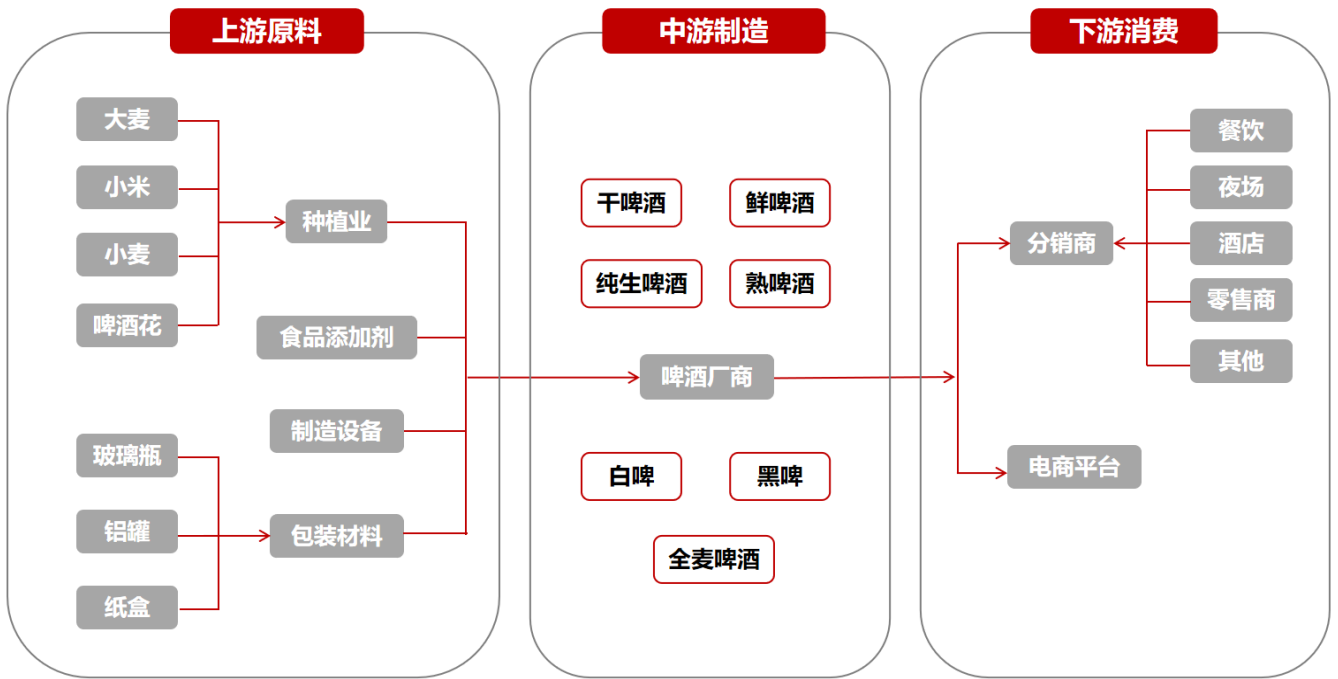 上游原料
大麦
小米
小麦
啤酒花
种植业
食品添加剂
制造设备
玻璃瓶
铝罐
纸盒
包装材料
中游制造
干啤酒
鲜啤酒
纯生啤酒
熟啤酒
啤酒厂商
白啤
黑啤
全麦啤酒
下游消费
分销商
餐饮
夜场
酒店
零售商
其他
电商平台